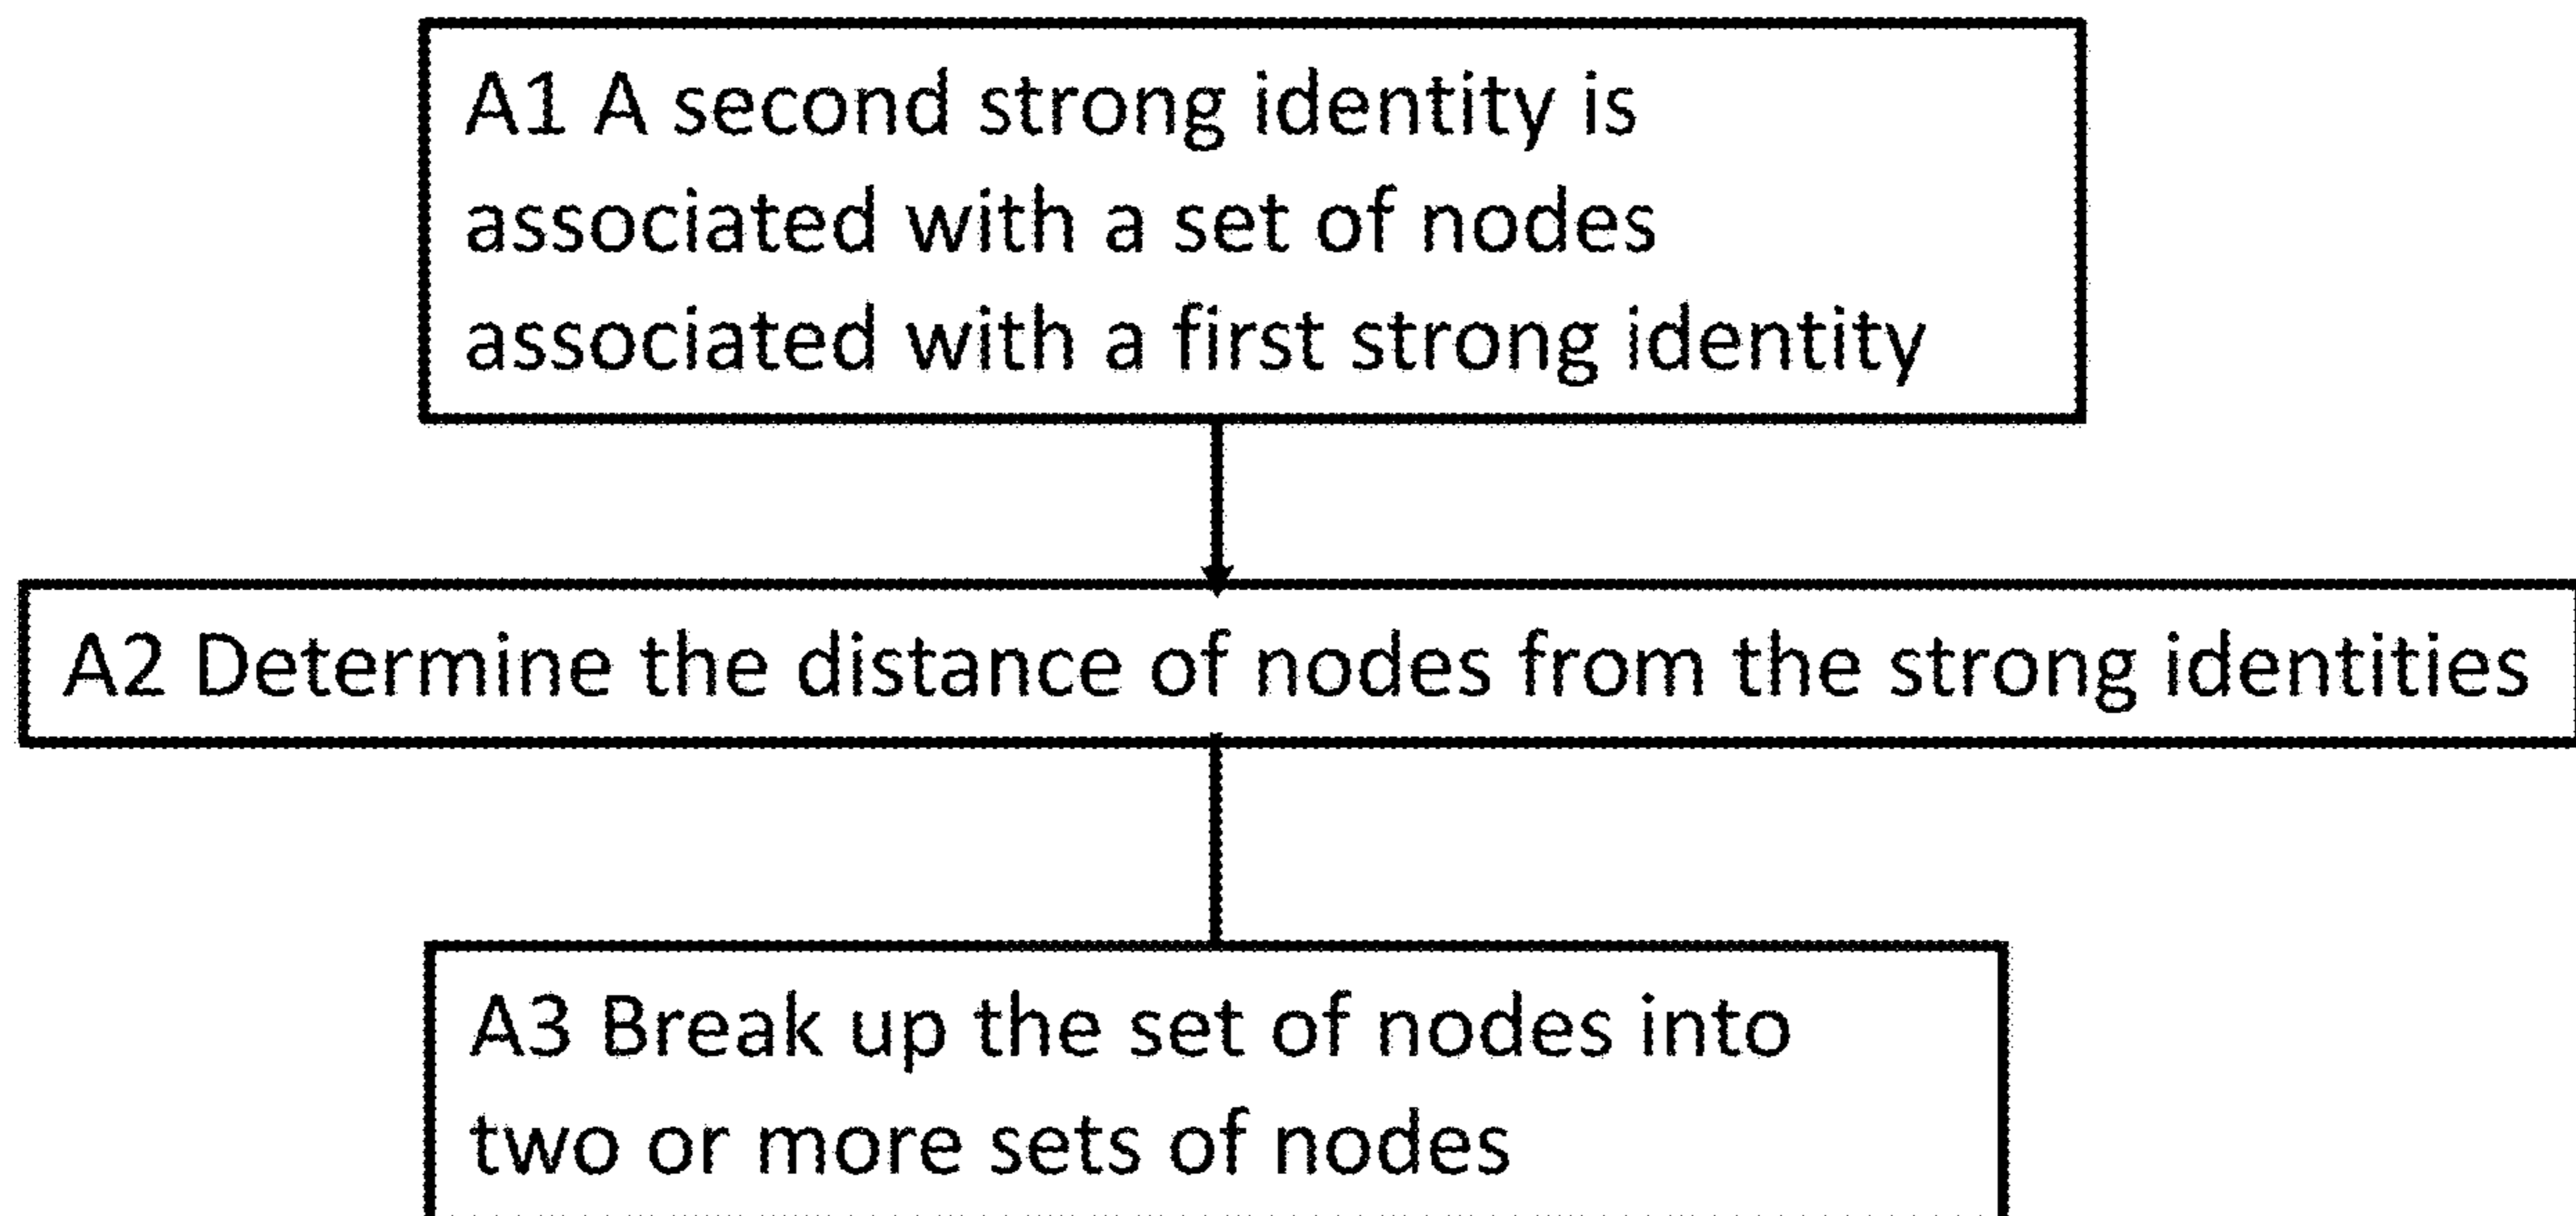 A1 A second strong identity is
associated with a set of nodes
associated with a first strong identity
A2 Determine the distance of nodes from the strong identities
A3 Break up the set of nodes into
two or more sets of nodes